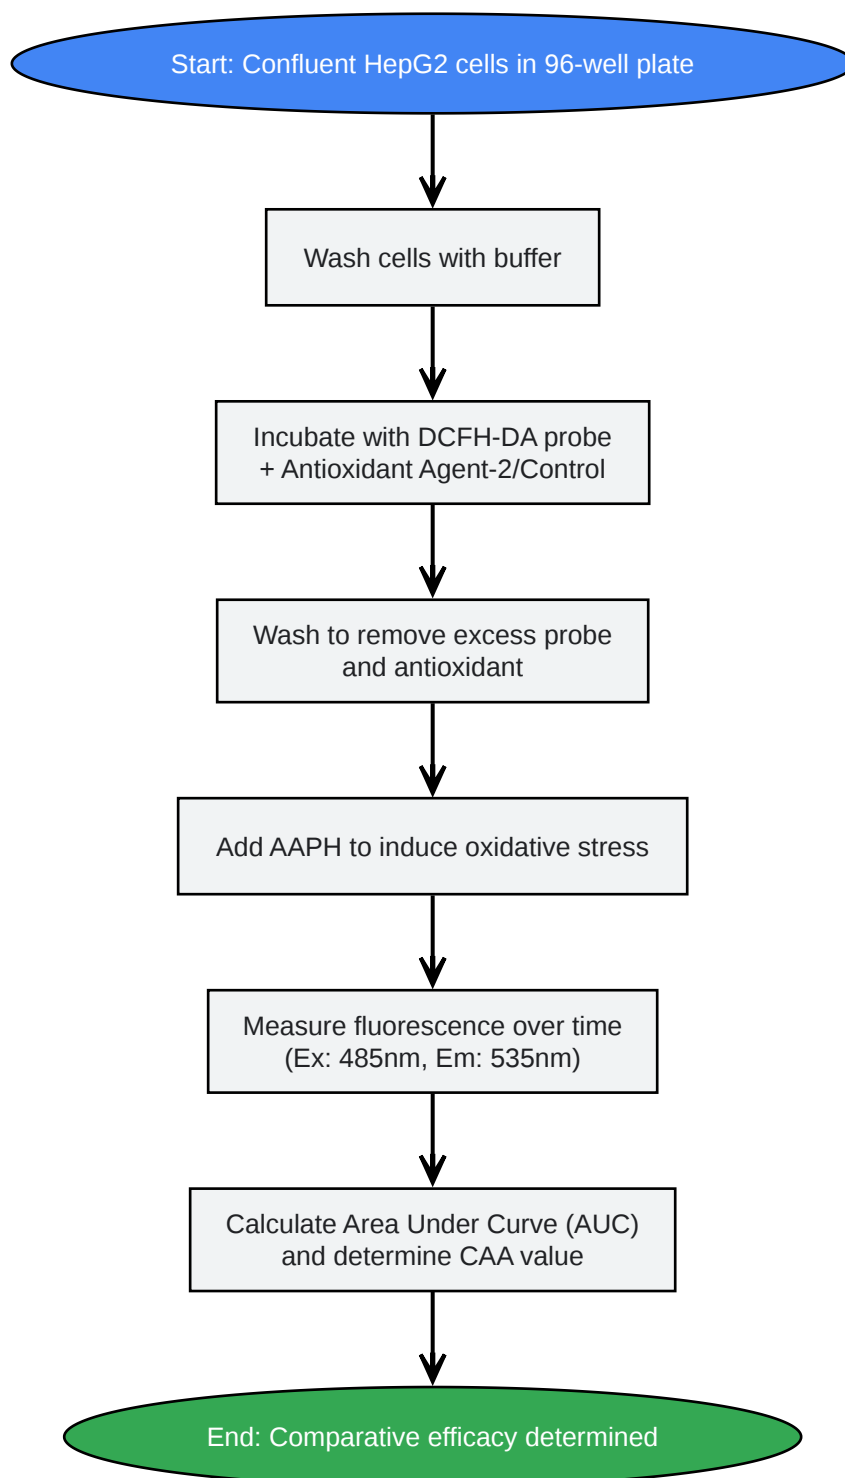 Start: Confluent HepG2 cells in 96-well plate
Wash cells with buffer
Incubate with DCFH-DA probe
+ Antioxidant Agent-2/Control
Wash to remove excess probe
and antioxidant
Add AAPH to induce oxidative stress
Measure fluorescence over time
(Ex: 485nm, Em: 535nm)
Calculate Area Under Curve (AUC)
and determine CAA value
End: Comparative efficacy determined